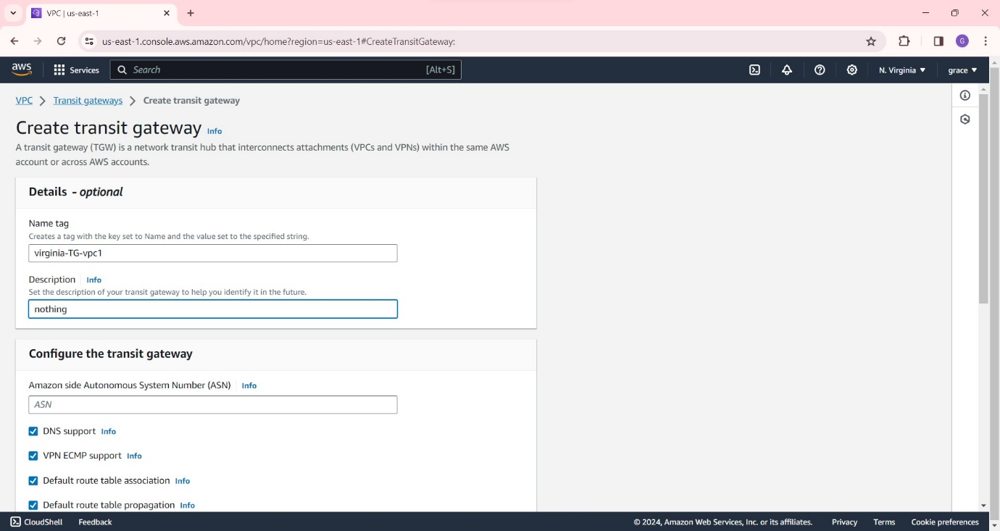 VPC | us-east-1
us-east-1.console.aws.amazon.com/vpc/home?region=us-east-1#CreateTransitGateway:
G
aws
Services
Search
[Alt+S]
N. Virginia
grace
VPC
Transit gateways
Create transit gateway
Create transit gateway Info
A transit gateway (TGW) is a network transit hub that interconnects attachments (VPCs and VPNs) within the same AWS
account or across AWS accounts.
Details - optional
Name tag
Creates a tag with the key set to Name and the value set to the specified string.
virginia-TG-vpc1
Description Info
Set the description of your transit gateway to help you identify it in the future.
nothing
Configure the transit gateway
Amazon side Autonomous System Number (ASN) Info
ASN
DNS support Info
VPN ECMP support Info
Default route table association Info
Default route table propagation Info
CloudShell Feedback © 2024, Amazon Web Services, Inc. or its affiliates. Privacy Terms Cookie preferences